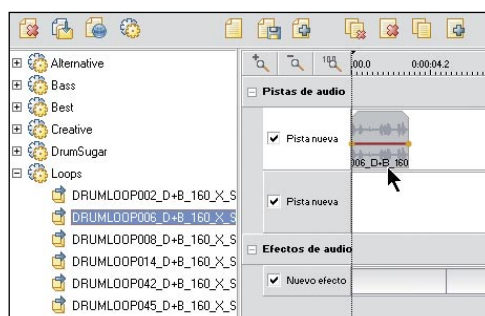 Alternative
Bass
Best
Creative
DrumSugar
Loops
DRUMLOOP002_D+B_160_X_S
DRUMLOOP006_D+B_160_X_S
DRUMLOOP008_D+B_160_X_S
DRUMLOOP014_D+B_160_X_S
DRUMLOOP042_D+B_160_X_S
DRUMLOOP045_D+B_160_X_S
00.0 0:00:04.2
Pistas de audio
Pista nueva
006_D+B_160
Pista nueva
Efectos de audio
Nuevo efecto